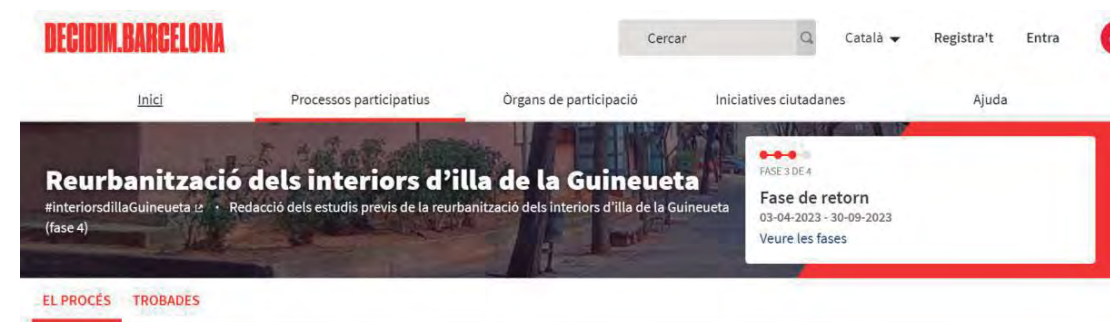 DECIDIM.BARCELONA
Cercar
Català
Registra't
Entra
Inici
Processos participatius
Òrgans de participació
Iniciatives ciutadanes
Ajuda
Reurbanització dels interiors d'illa de la Guineueta
#interiorsdillaGuineueta · Redacció dels estudis previs de la reurbanització dels interiors d'illa de la Guineueta
(fase 4)
FASE 3 DE 4
Fase de retorn
03-04-2023 - 30-09-2023
Veure les fases
EL PROCÉS
TROBADES